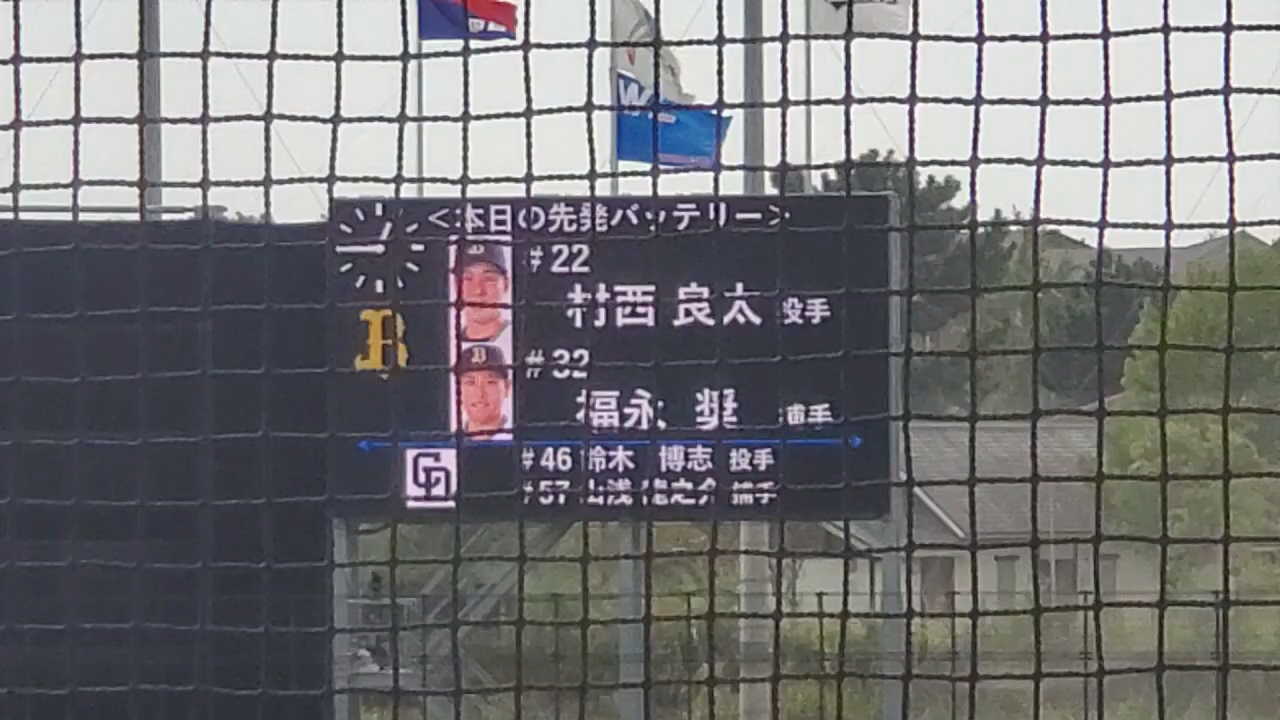 ＜本日の先発バッテリー＞
#22
村西 良太 投手
#32
福永 奨 捕手
#46 鈴木 博志 投手
#57 山浅 龍之介 捕手
B
CD
W